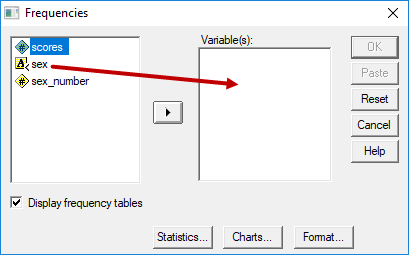 Frequencies
scores
sex
sex_number
Variable(s):
OK
Paste
Reset
Cancel
Help
Display frequency tables
Statistics...
Charts...
Format...